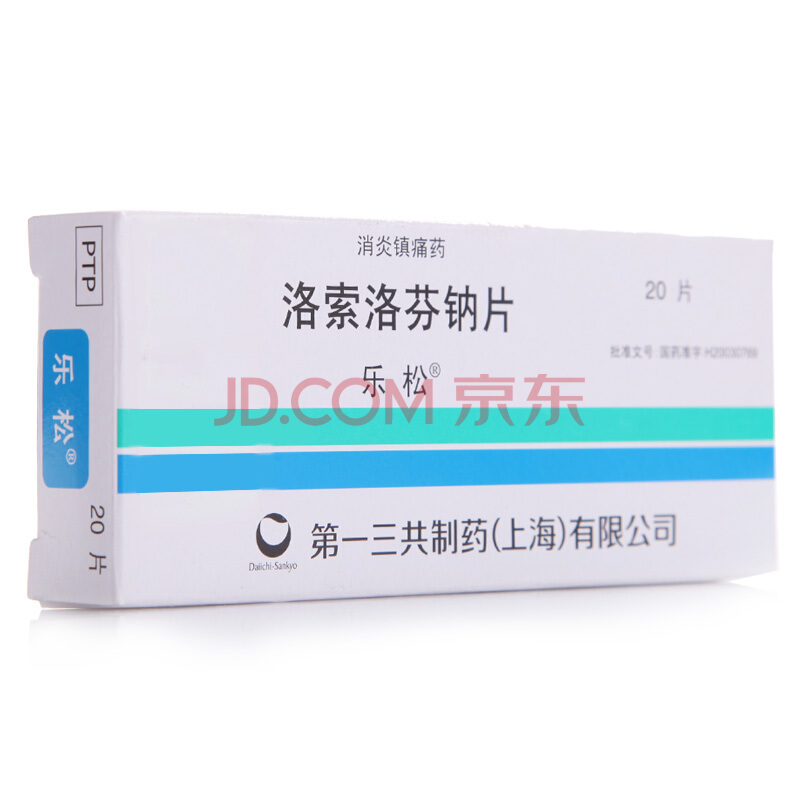 PTP
乐松®
20 片
消炎镇痛药
洛索洛芬钠片
20 片
批准文号:国药准字 H20030769
乐松®
JD.COM 京东
第一三共制药(上海)有限公司
Daiichi-Sankyo